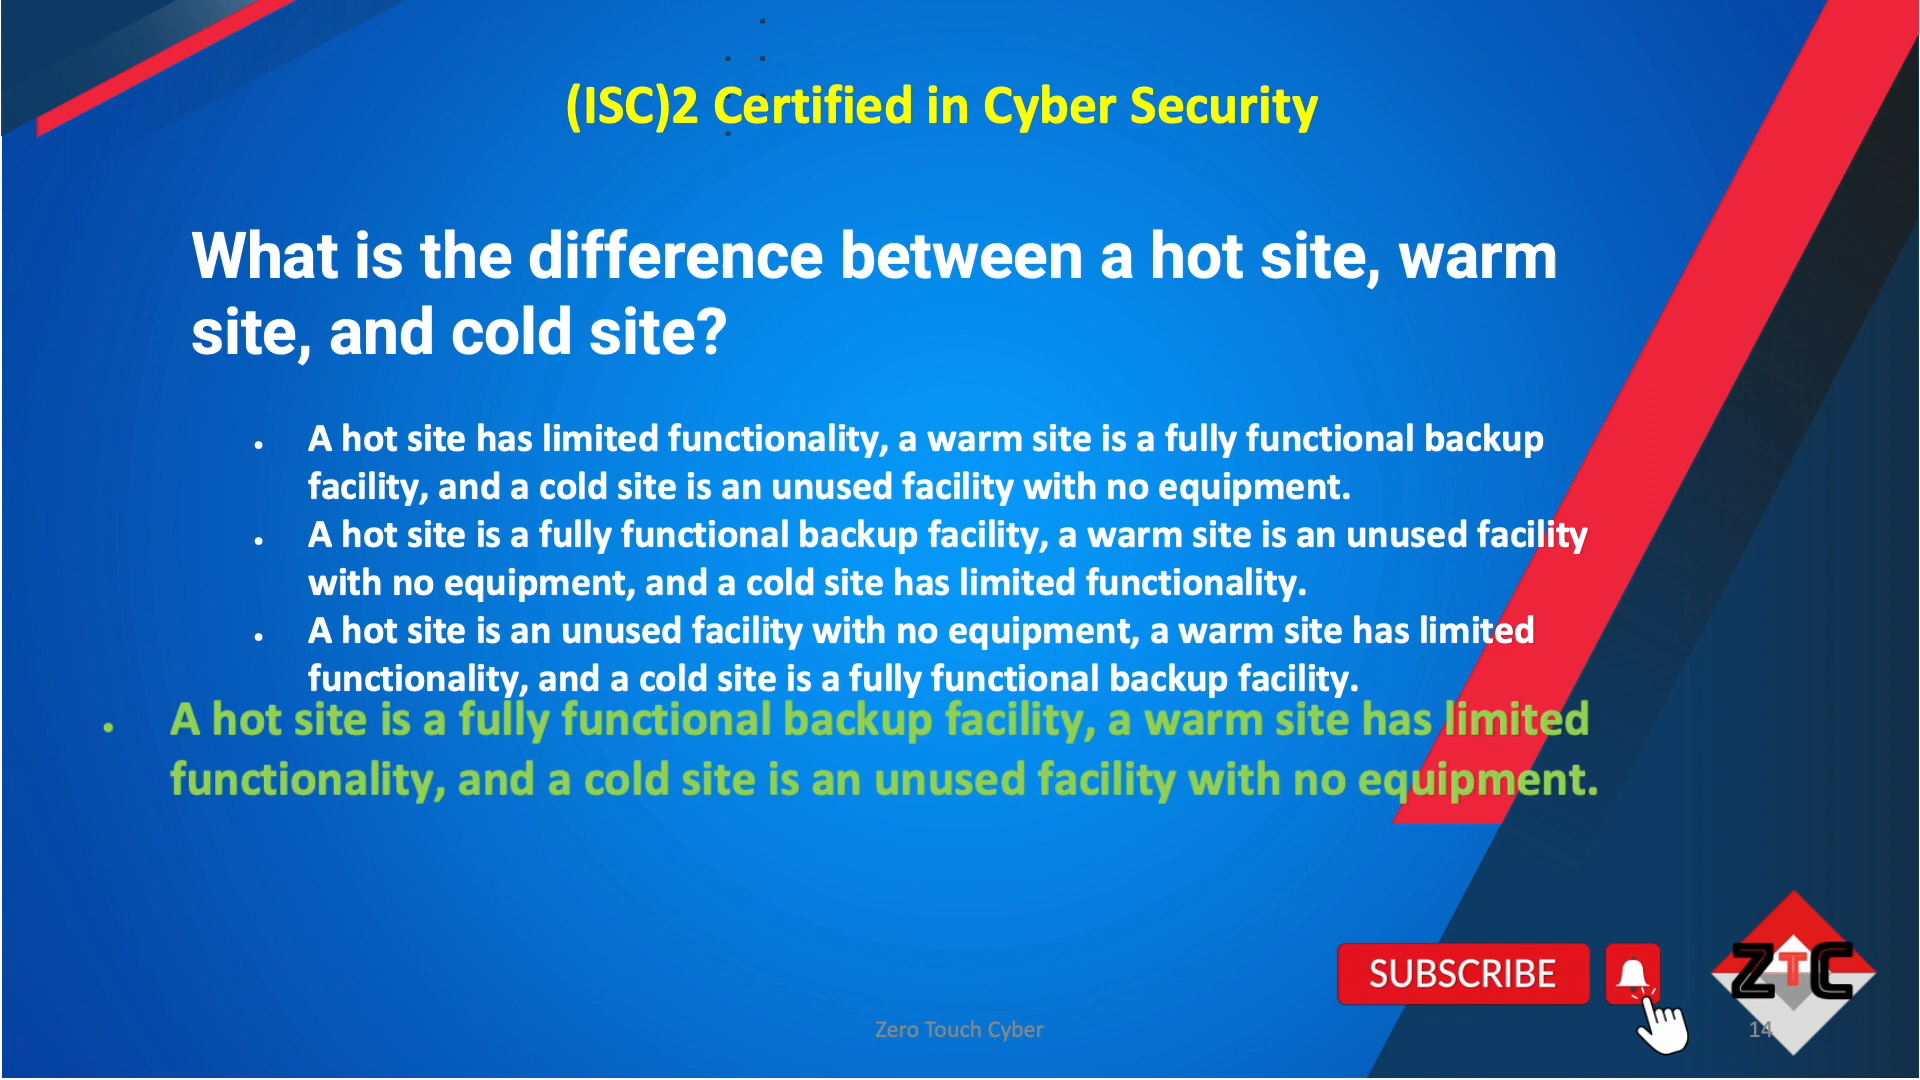 (ISC)2 Certified in Cyber Security
What is the difference between a hot site, warm
site, and cold site?
• A hot site has limited functionality, a warm site is a fully functional backup
facility, and a cold site is an unused facility with no equipment.
• A hot site is a fully functional backup facility, a warm site is an unused facility
with no equipment, and a cold site has limited functionality.
• A hot site is an unused facility with no equipment, a warm site has limited
functionality, and a cold site is a fully functional backup facility.
• A hot site is a fully functional backup facility, a warm site has limited
functionality, and a cold site is an unused facility with no equipment.
SUBSCRIBE
ZTC
Zero Touch Cyber
14